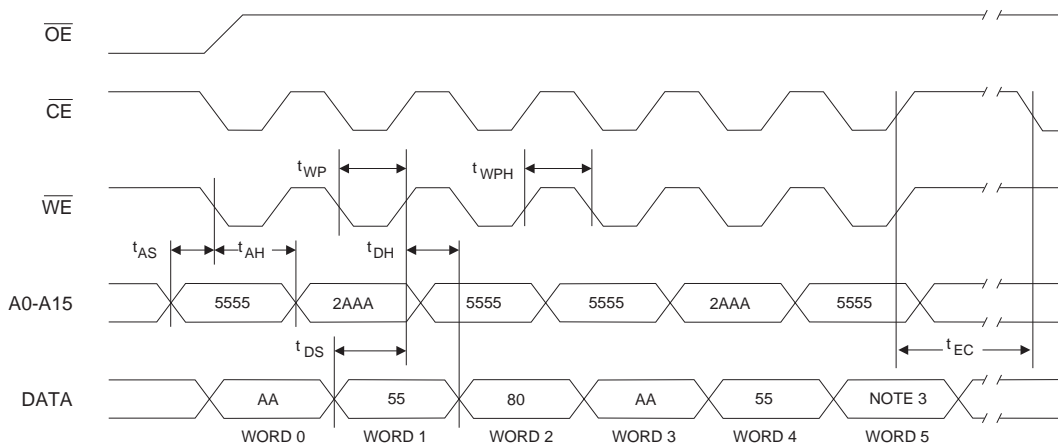 OE
CE
tWP
tWPH
WE
tAS
tAH
tDH
A0-A15
5555
2AAA
5555
5555
2AAA
5555
tDS
tEC
DATA
AA
55
80
AA
55
NOTE 3
WORD 0
WORD 1
WORD 2
WORD 3
WORD 4
WORD 5